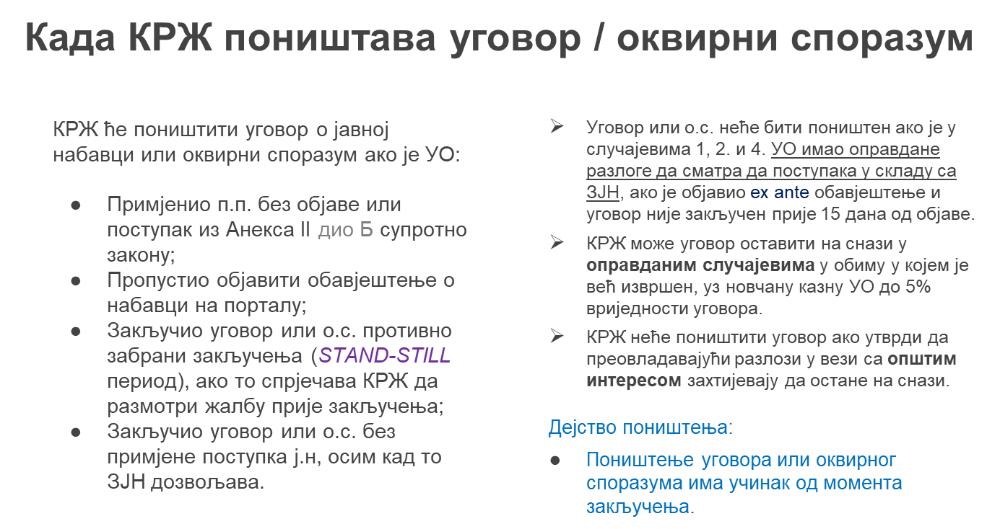 Када КРЖ поништава уговор / оквирни споразум
КРЖ ће поништити уговор о јавној
набавци или оквирни споразум ако је УО:
● Примјенио п.п. без објаве или
поступак из Анекса II дио Б супротно
закону;
● Пропустио објавити обавјештење о
набавци на порталу;
● Закључио уговор или о.с. противно
забрани закључења (STAND-STILL
период), ако то спрјечава КРЖ да
размотри жалбу прије закључења;
● Закључио уговор или о.с. без
примјене поступка ј.н, осим кад то
ЗЈН дозвољава.
➢ Уговор или о.с. неће бити поништен ако је у
случајевима 1, 2. и 4. УО имао оправдане
разлоге да сматра да поступака у складу са
ЗЈН, ако је објавио ex ante обавјештење и
уговор није закључен прије 15 дана од објаве.
➢ КРЖ може уговор оставити на снази у
оправданим случајевима у обиму у којем је
већ извршен, уз новчану казну УО до 5%
вриједности уговора.
➢ КРЖ неће поништити уговор ако утврди да
преовладавајући разлози у вези са општим
интересом захтијевају да остане на снази.
Дејство поништења:
● Поништење уговора или оквирног
споразума има учинак од момента
закључења.